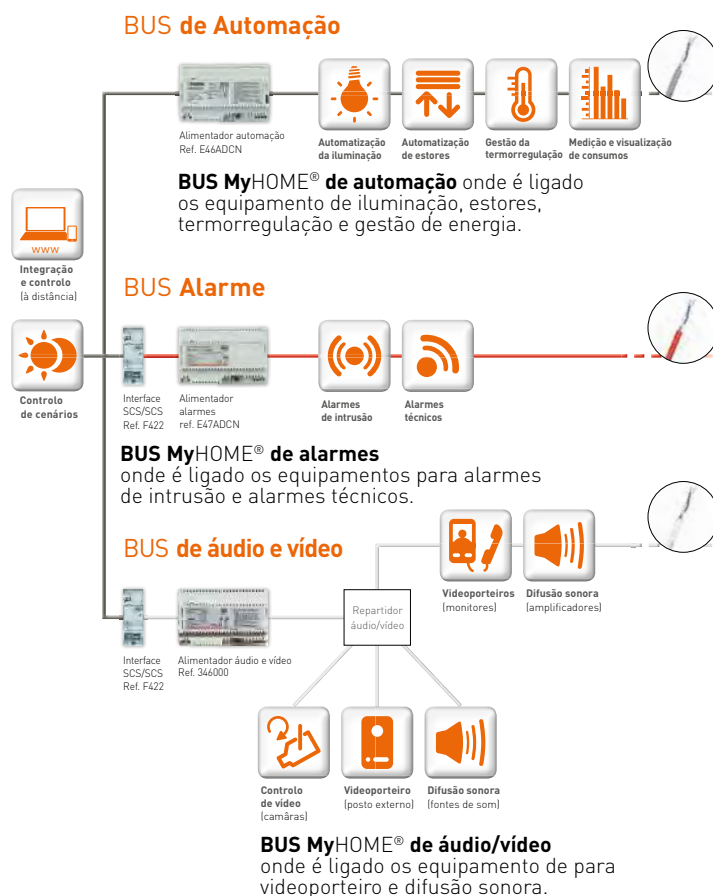 BUS de Automação
Alimentador automação
Ref. E46ADCN
Automatização
da iluminação
Automatização
de estores
Gestão da
termorregulação
Medição e visualização
de consumos
BUS MyHOME® de automação onde é ligado
os equipamento de iluminação, estores,
termorregulação e gestão de energia.
www
Integração
e controlo
(à distância)
BUS Alarme
Controlo
de cenários
Interface
SCS/SCS
Ref. F422
Alimentador
alarmes
ref. E47ADCN
Alarmes
de intrusão
Alarmes
técnicos
BUS MyHOME® de alarmes
onde é ligado os equipamentos para alarmes
de intrusão e alarmes técnicos.
BUS de áudio e vídeo
Videoporteiros
(monitores)
Difusão sonora
(amplificadores)
Repartidor
áudio/vídeo
Interface
SCS/SCS
Ref. F422
Alimentador áudio e vídeo
Ref. 346000
Controlo
de vídeo
(camâras)
Videoporteiro
(posto externo)
Difusão sonora
(fontes de som)
BUS MyHOME® de áudio/vídeo
onde é ligado os equipamento de para
videoporteiro e difusão sonora.